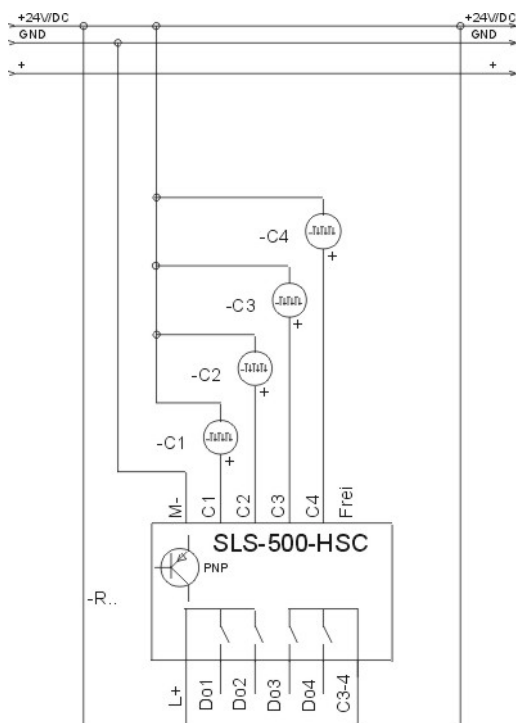 +24V/DC +24V/DC
GND GND
+ +
-C4
+
-C3
+
-C2
+
-C1
+
M- C1 C2 C3 C4 Frei
SLS-500-HSC
PNP
-R..
L+ Do1 Do2 Do3 Do4 C3-4